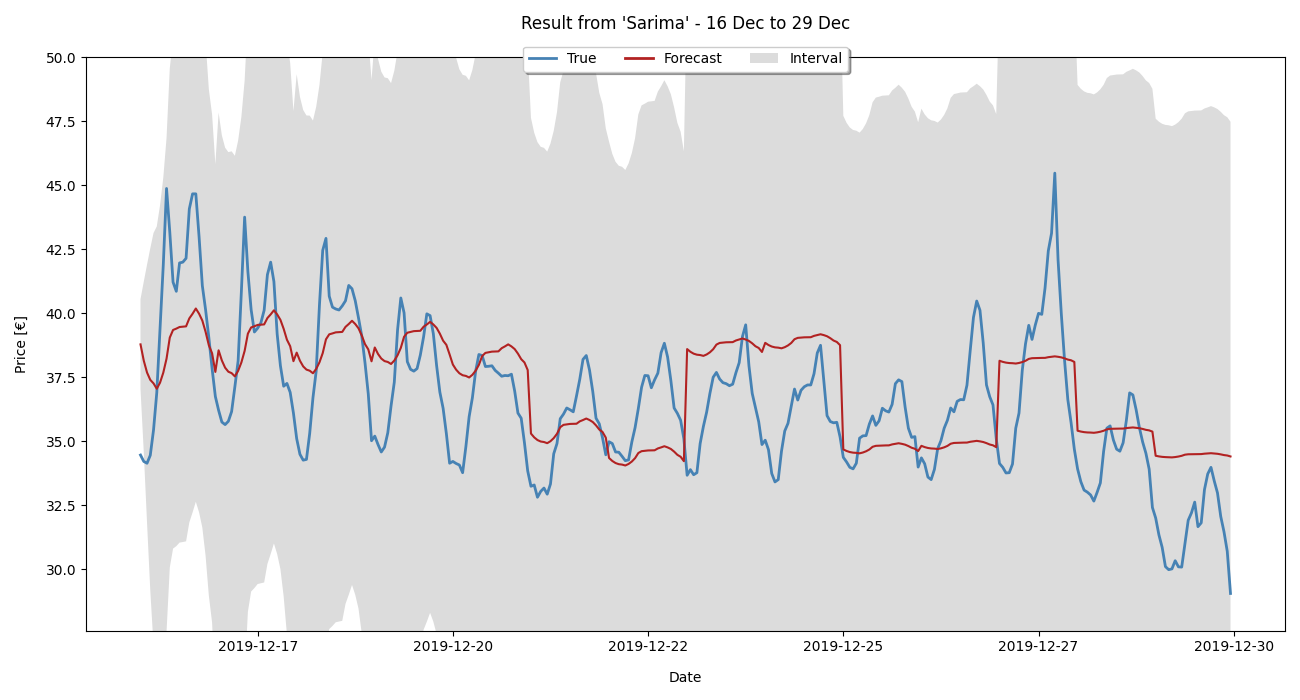 Result from 'Sarima' - 16 Dec to 29 Dec
True Forecast Interval
50.0
47.5
45.0
42.5
40.0
37.5
35.0
32.5
30.0
Price [€]
2019-12-17 2019-12-20 2019-12-22 2019-12-25 2019-12-27 2019-12-30
Date